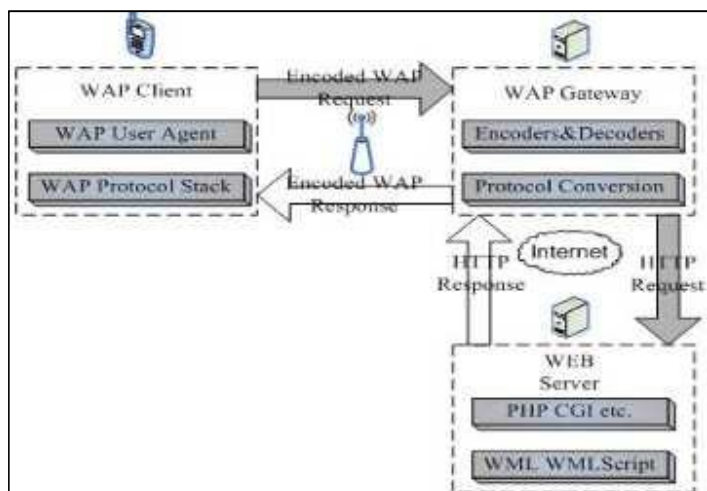 WAP Client
WAP User Agent
WAP Protocol Stack
Encoded WAP
Request
Encoded WAP
Response
WAP Gateway
Encoders&Decoders
Protocol Conversion
HTTP
Response
Internet
HTTP
Request
WEB
Server
PHP CGI etc.
WML WMLScript